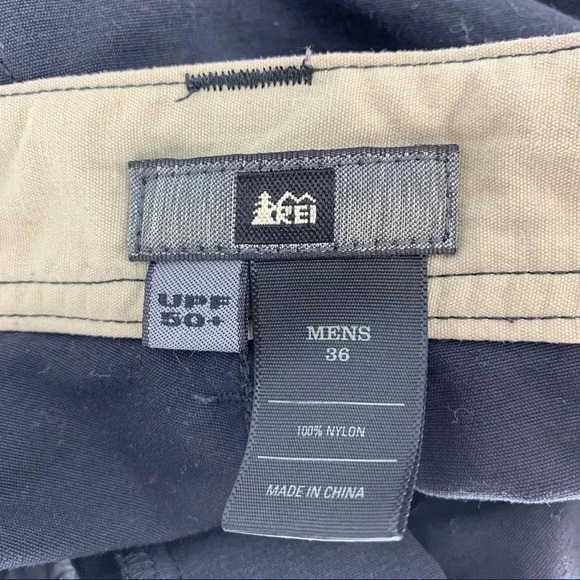 REI
UPF
50+
MENS
36
100% NYLON
MADE IN CHINA